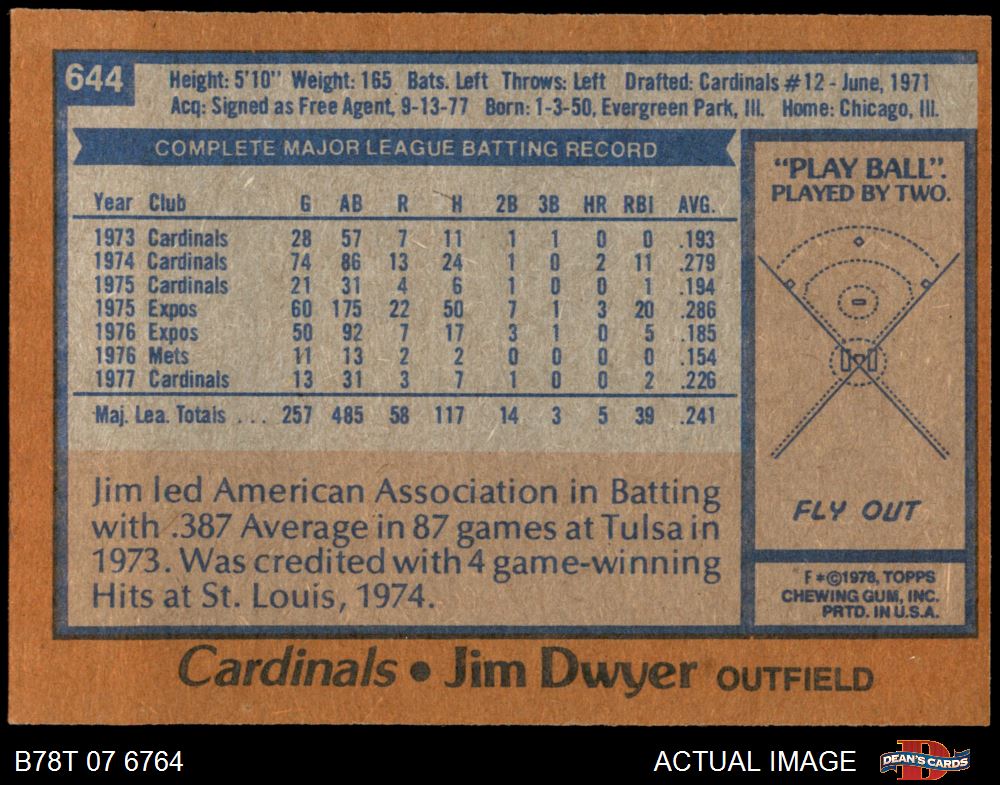 644
Height: 5'10" Weight: 165 Bats. Left Throws: Left Drafted: Cardinals #12 - June, 1971
Acq: Signed as Free Agent, 9-13-77 Born: 1-3-50, Evergreen Park, Ill. Home: Chicago, Ill.
COMPLETE MAJOR LEAGUE BATTING RECORD
Year Club G AB R H 2B 3B HR RBI AVG.
1973 Cardinals 28 57 7 11 1 1 0 0 .193
1974 Cardinals 74 86 13 24 1 0 2 11 .279
1975 Cardinals 21 31 4 6 1 0 0 1 .194
1975 Expos 60 175 22 50 7 1 3 20 .286
1976 Expos 50 92 7 17 3 1 0 5 .185
1976 Mets 11 13 2 2 0 0 0 0 .154
1977 Cardinals 13 31 3 7 1 0 0 2 .226
Maj. Lea. Totals ... 257 485 58 117 14 3 5 39 .241
Jim led American Association in Batting
with .387 Average in 87 games at Tulsa in
1973. Was credited with 4 game-winning
Hits at St. Louis, 1974.
"PLAY BALL".
PLAYED BY TWO.
FLY OUT
F*©1978, TOPPS
CHEWING GUM, INC.
PRTD. IN U.S.A.
Cardinals • Jim Dwyer OUTFIELD
B78T 07 6764
ACTUAL IMAGE
D
DEAN'S CARDS